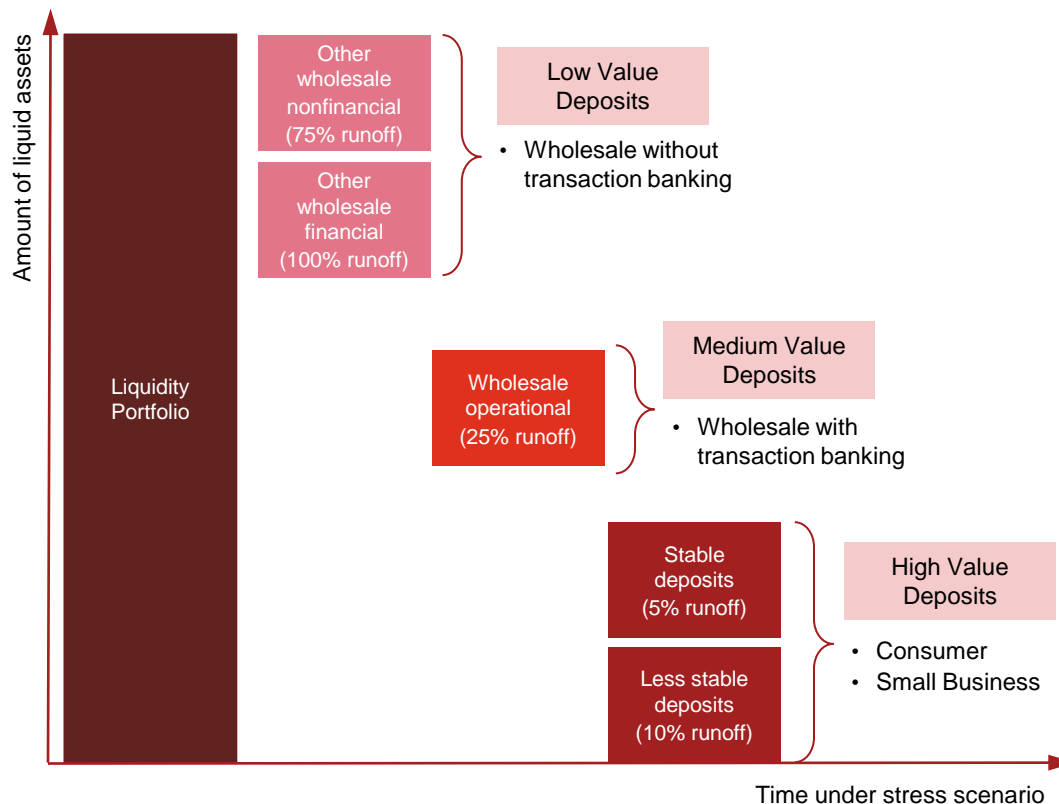 Amount of liquid assets
Liquidity
Portfolio
Other
wholesale
nonfinancial
(75% runoff)
Other
wholesale
financial
(100% runoff)
Low Value
Deposits
• Wholesale without
transaction banking
Wholesale
operational
(25% runoff)
Medium Value
Deposits
• Wholesale with
transaction banking
Stable
deposits
(5% runoff)
Less stable
deposits
(10% runoff)
High Value
Deposits
• Consumer
• Small Business
Time under stress scenario